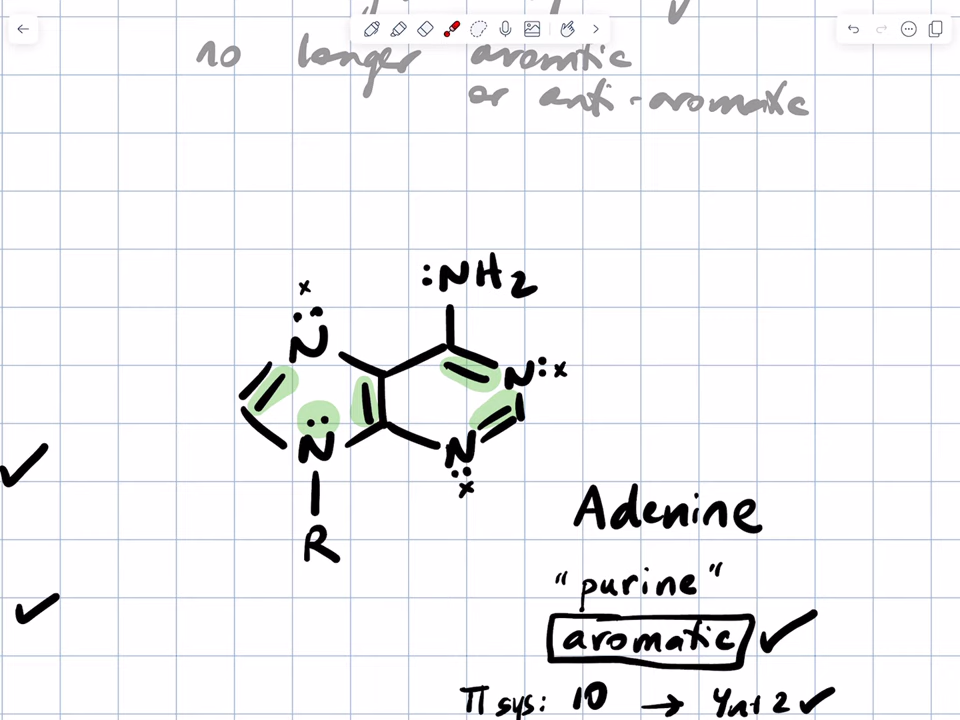 no longer aromatic
or anti-aromatic
:NH2
x
N
N:x
N
N
x
R
Adenine
"purine"
aromatic ✓
π sys: 10 → 4n+2 ✓